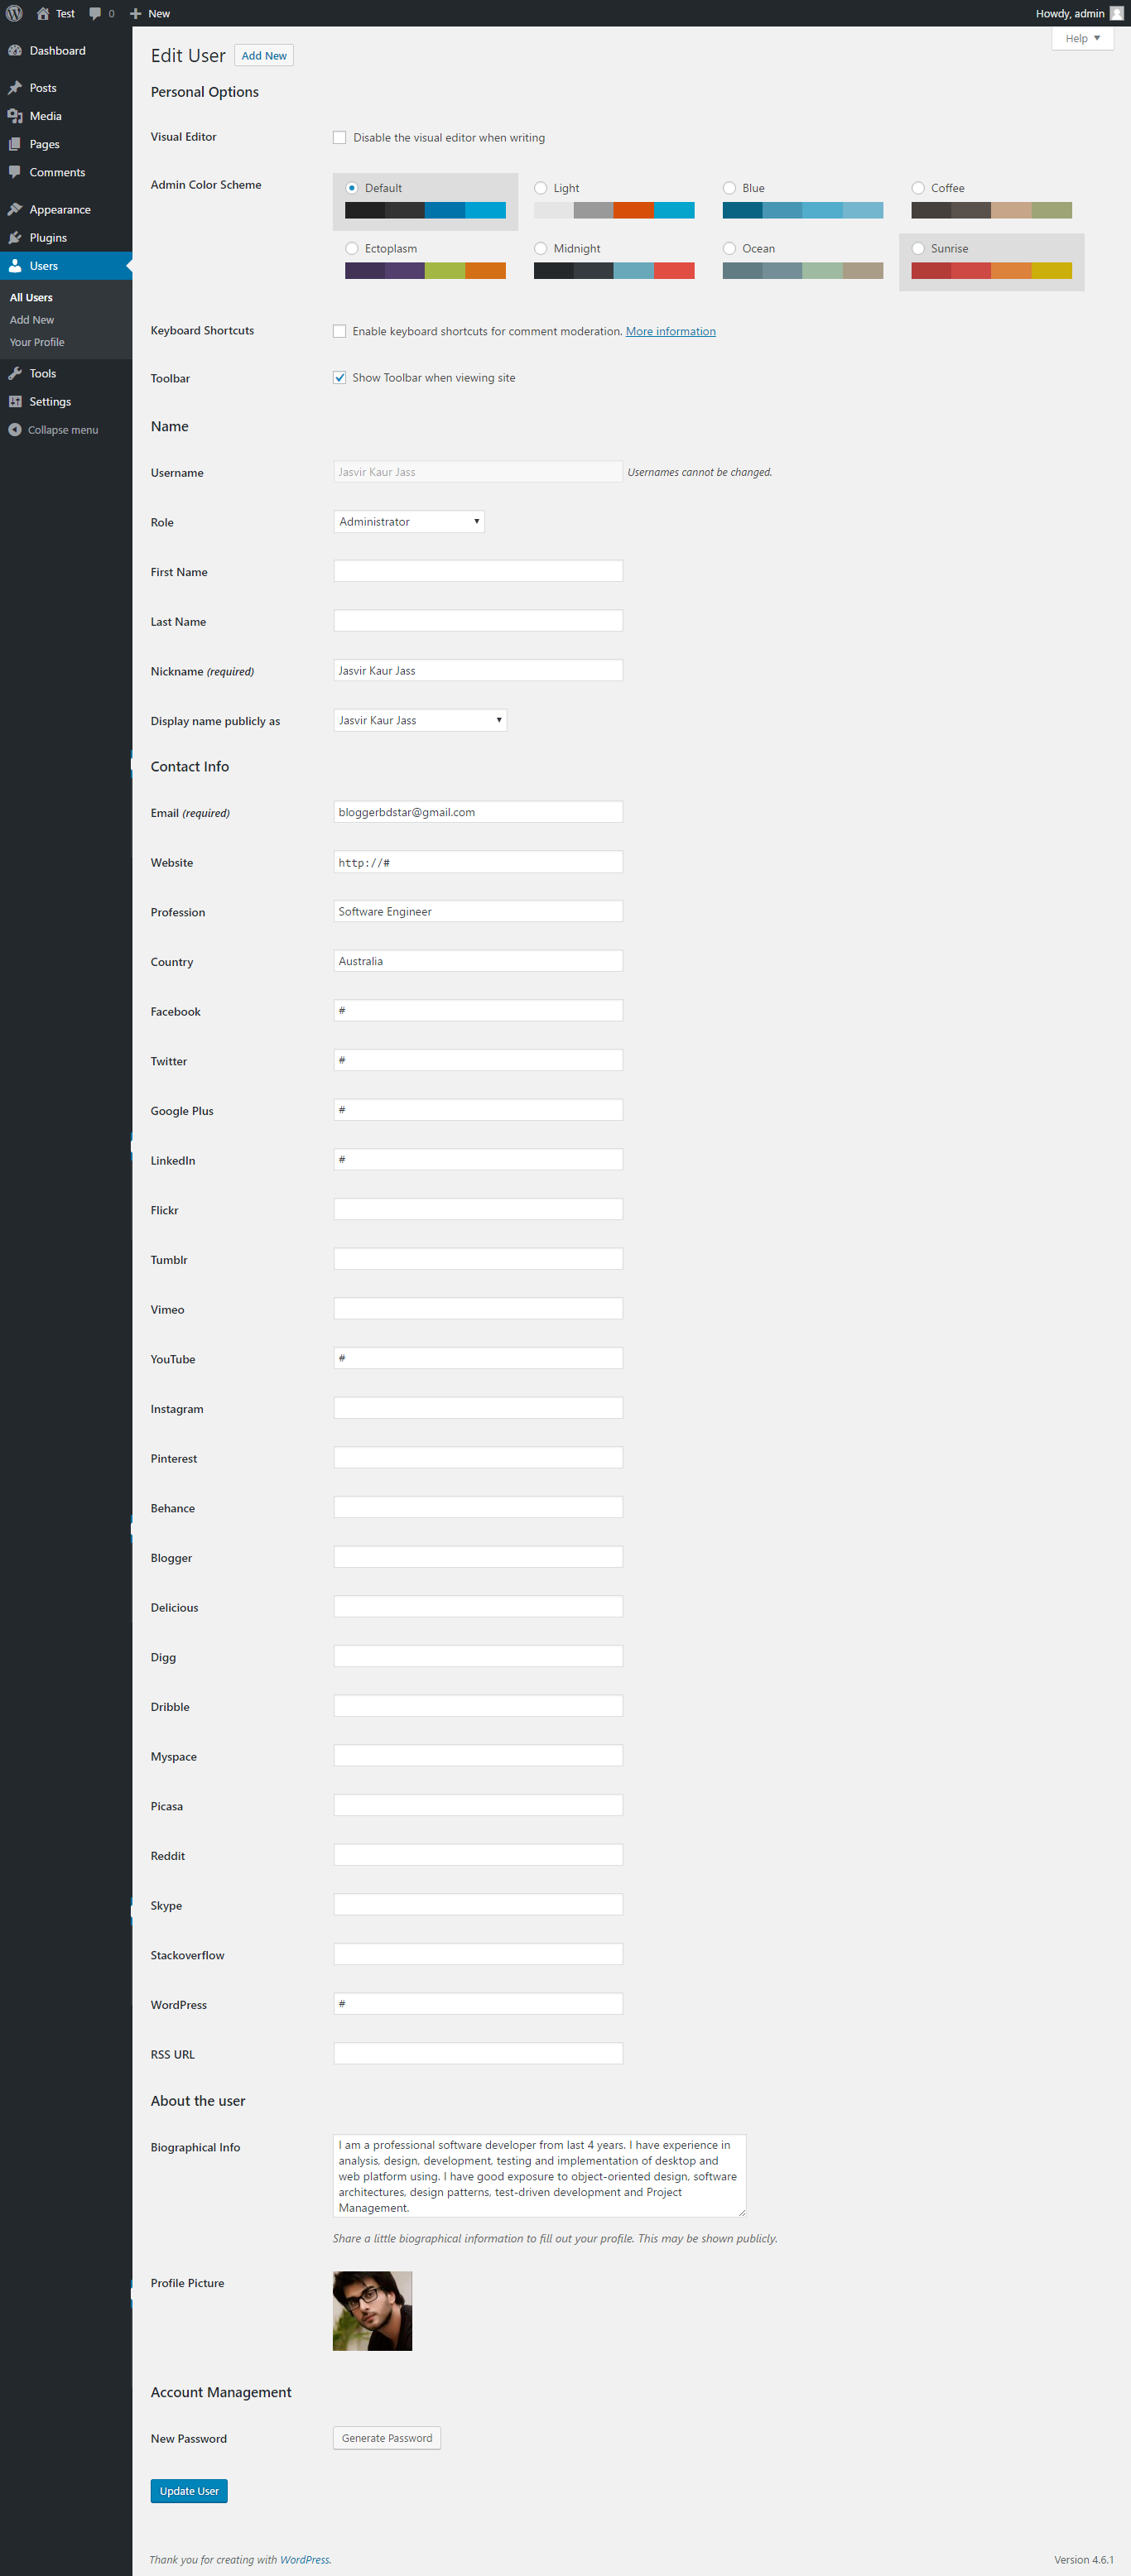 Test 0 New Howdy, admin
Help
Dashboard
Posts
Media
Pages
Comments
Appearance
Plugins
Users
All Users
Add New
Your Profile
Tools
Settings
Collapse menu
Edit User Add New
Personal Options
Visual Editor Disable the visual editor when writing
Admin Color Scheme Default Light Blue Coffee
Ectoplasm Midnight Ocean Sunrise
Keyboard Shortcuts Enable keyboard shortcuts for comment moderation. More information
Toolbar Show Toolbar when viewing site
Name
Username Jasvir Kaur Jass Usernames cannot be changed.
Role Administrator
First Name
Last Name
Nickname (required) Jasvir Kaur Jass
Display name publicly as Jasvir Kaur Jass
Contact Info
Email (required) bloggerbdstar@gmail.com
Website http://#
Profession Software Engineer
Country Australia
Facebook #
Twitter #
Google Plus #
LinkedIn #
Flickr
Tumblr
Vimeo
YouTube #
Instagram
Pinterest
Behance
Blogger
Delicious
Digg
Dribble
Myspace
Picasa
Reddit
Skype
Stackoverflow
WordPress #
RSS URL
About the user
Biographical Info I am a professional software developer from last 4 years. I have experience in
analysis, design, development, testing and implementation of desktop and
web platform using. I have good exposure to object-oriented design, software
architectures, design patterns, test-driven development and Project
Management.
Share a little biographical information to fill out your profile. This may be shown publicly.
Profile Picture
Account Management
New Password Generate Password
Update User
Thank you for creating with WordPress. Version 4.6.1